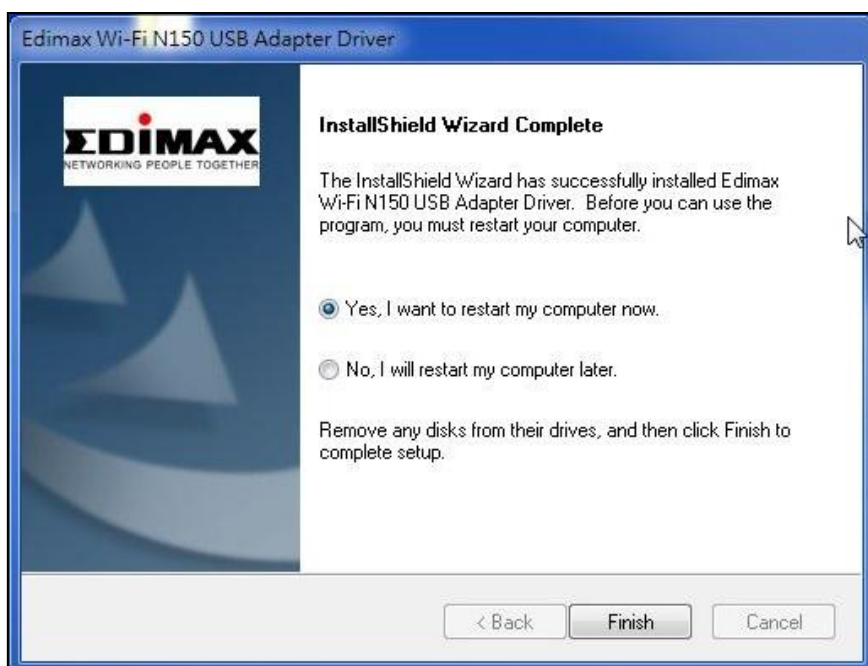 Edimax Wi-Fi N150 USB Adapter Driver
EDIMAX
NETWORKING PEOPLE TOGETHER
InstallShield Wizard Complete
The InstallShield Wizard has successfully installed Edimax
Wi-Fi N150 USB Adapter Driver. Before you can use the
program, you must restart your computer.
Yes, I want to restart my computer now.
No, I will restart my computer later.
Remove any disks from their drives, and then click Finish to
complete setup.
< Back
Finish
Cancel